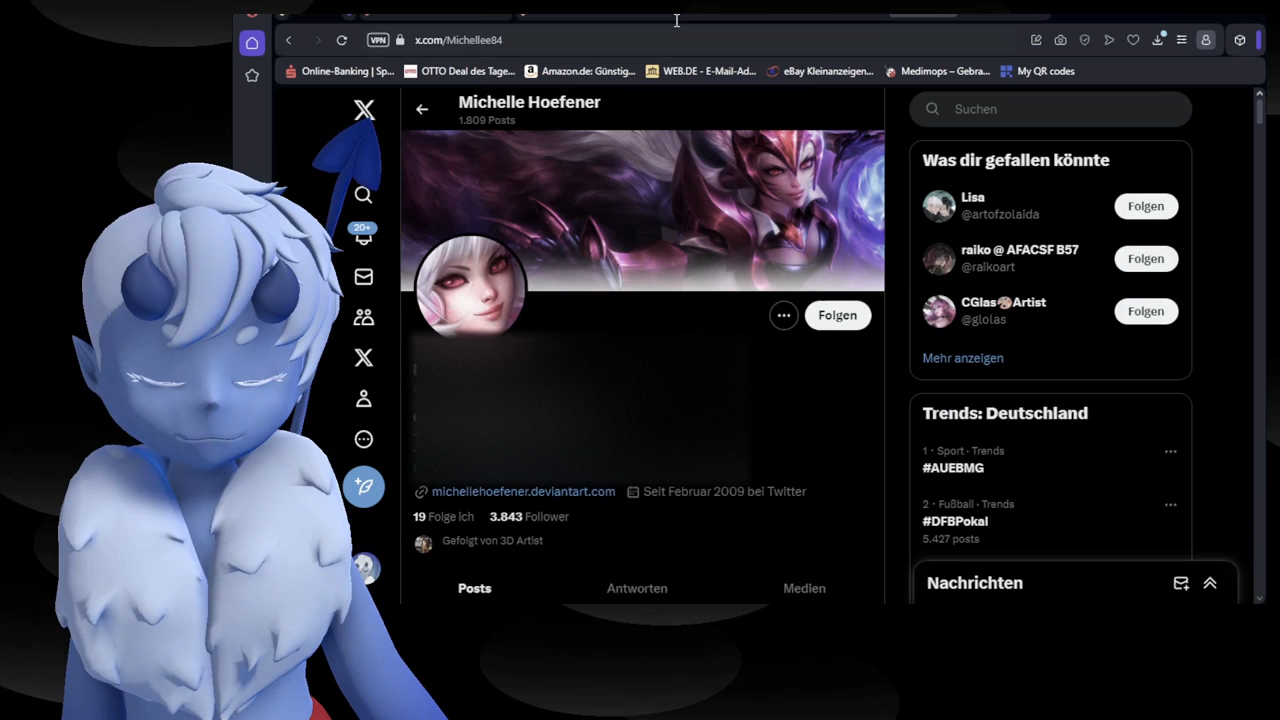 VPN
x.com/Michellee84
Online-Banking | Sp...
OTTO
OTTO Deal des Tage...
Amazon.de: Günstig...
WEB.DE - E-Mail-Ad...
eBay Kleinanzeigen...
Medimops – Gebra...
My QR codes
Michelle Hoefener
1.809 Posts
Suchen
Was dir gefallen könnte
Lisa
@artofzolaida
Folgen
raiko @ AFACSF B57
@raikoart
Folgen
CGlas Artist
@glolas
Folgen
Mehr anzeigen
20+
Folgen
michellehoefener.deviantart.com
Seit Februar 2009 bei Twitter
19 Folge ich
3.843 Follower
Gefolgt von 3D Artist
Posts
Antworten
Medien
Trends: Deutschland
1 · Sport · Trends
#AUEBMG
2 · Fußball · Trends
#DFBPokal
5.427 posts
Nachrichten